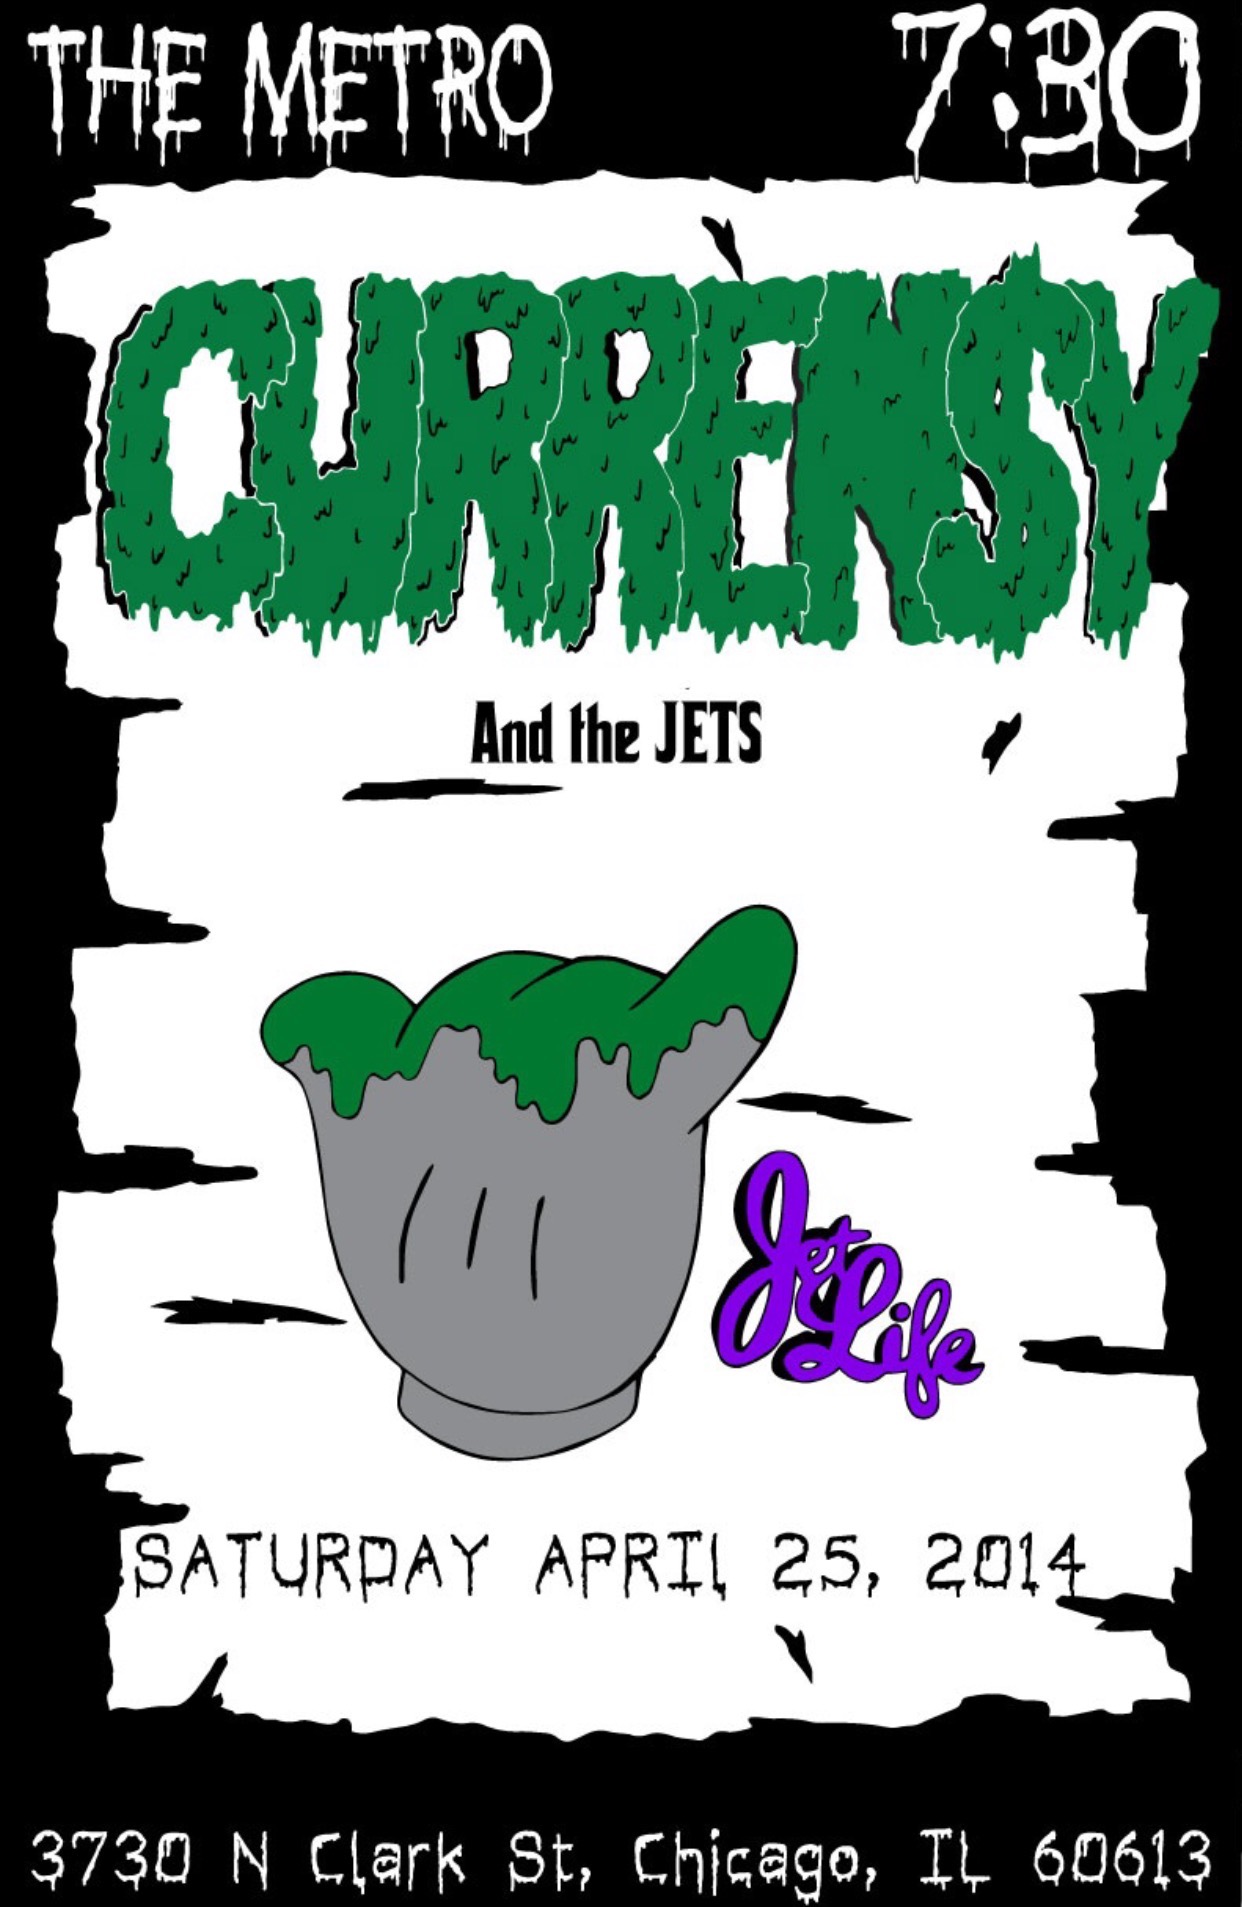 THE METRO
7:30
CURREN$Y
And the JETS
Jet
Life
SATURDAY APRIL 25, 2014
3730 N Clark St, Chicago, IL 60613